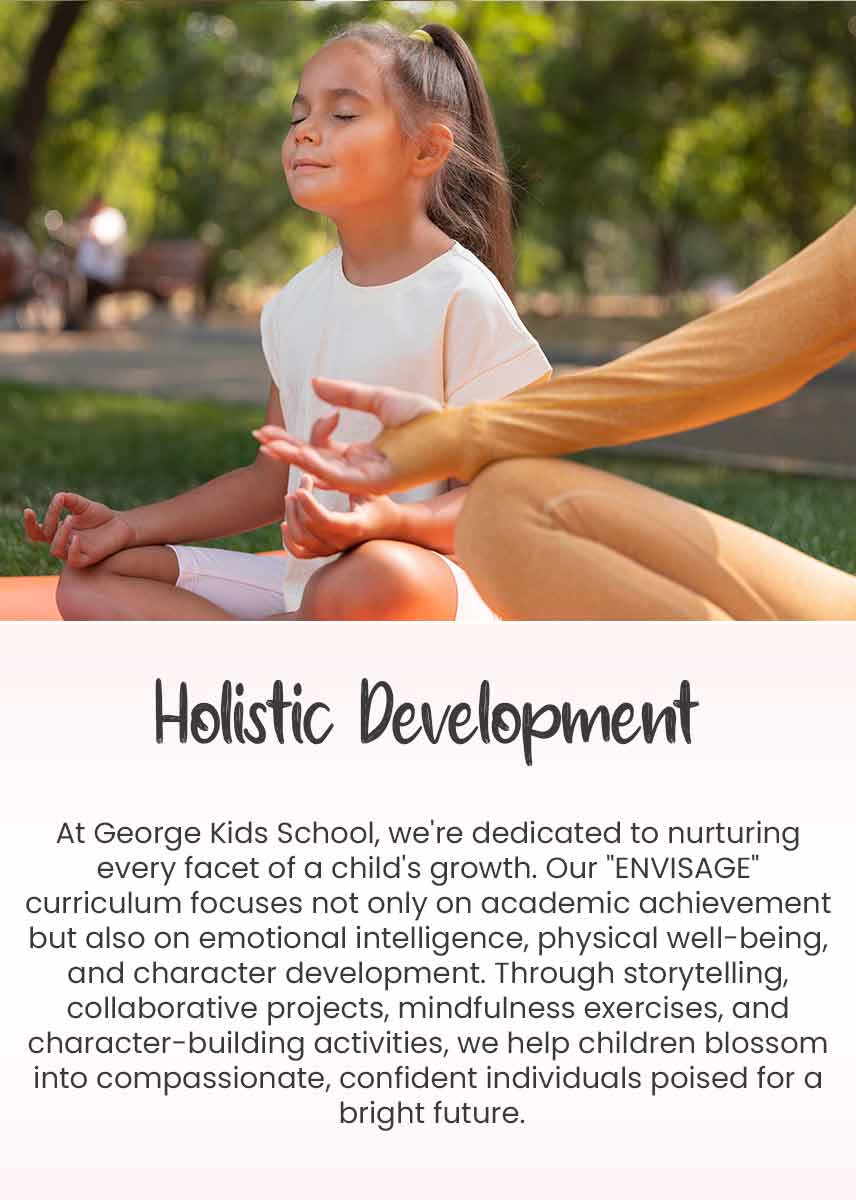 Holistic Development
At George Kids School, we're dedicated to nurturing
every facet of a child's growth. Our "ENVISAGE"
curriculum focuses not only on academic achievement
but also on emotional intelligence, physical well-being,
and character development. Through storytelling,
collaborative projects, mindfulness exercises, and
character-building activities, we help children blossom
into compassionate, confident individuals poised for a
bright future.